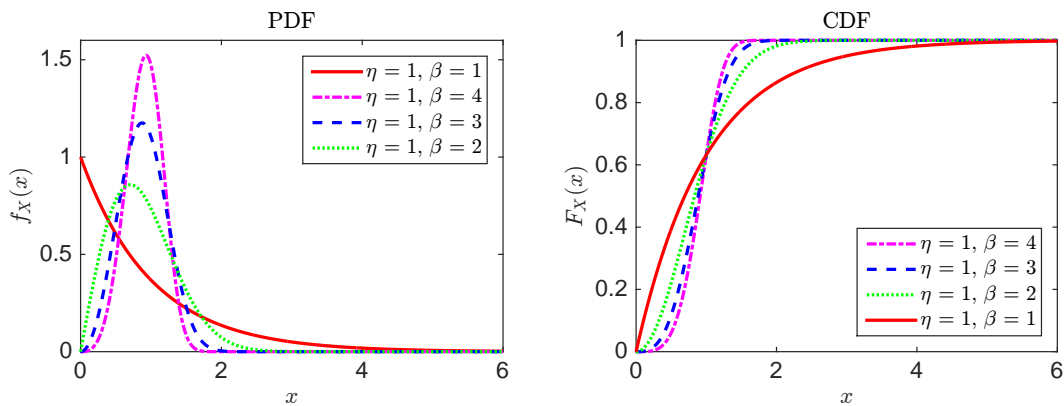 PDF
1.5
1
0.5
0
0
2
4
6
x
f_X(x)
η = 1, β = 1
η = 1, β = 4
η = 1, β = 3
η = 1, β = 2
CDF
1
0.8
0.6
0.4
0.2
0
0
2
4
6
x
F_X(x)
η = 1, β = 4
η = 1, β = 3
η = 1, β = 2
η = 1, β = 1